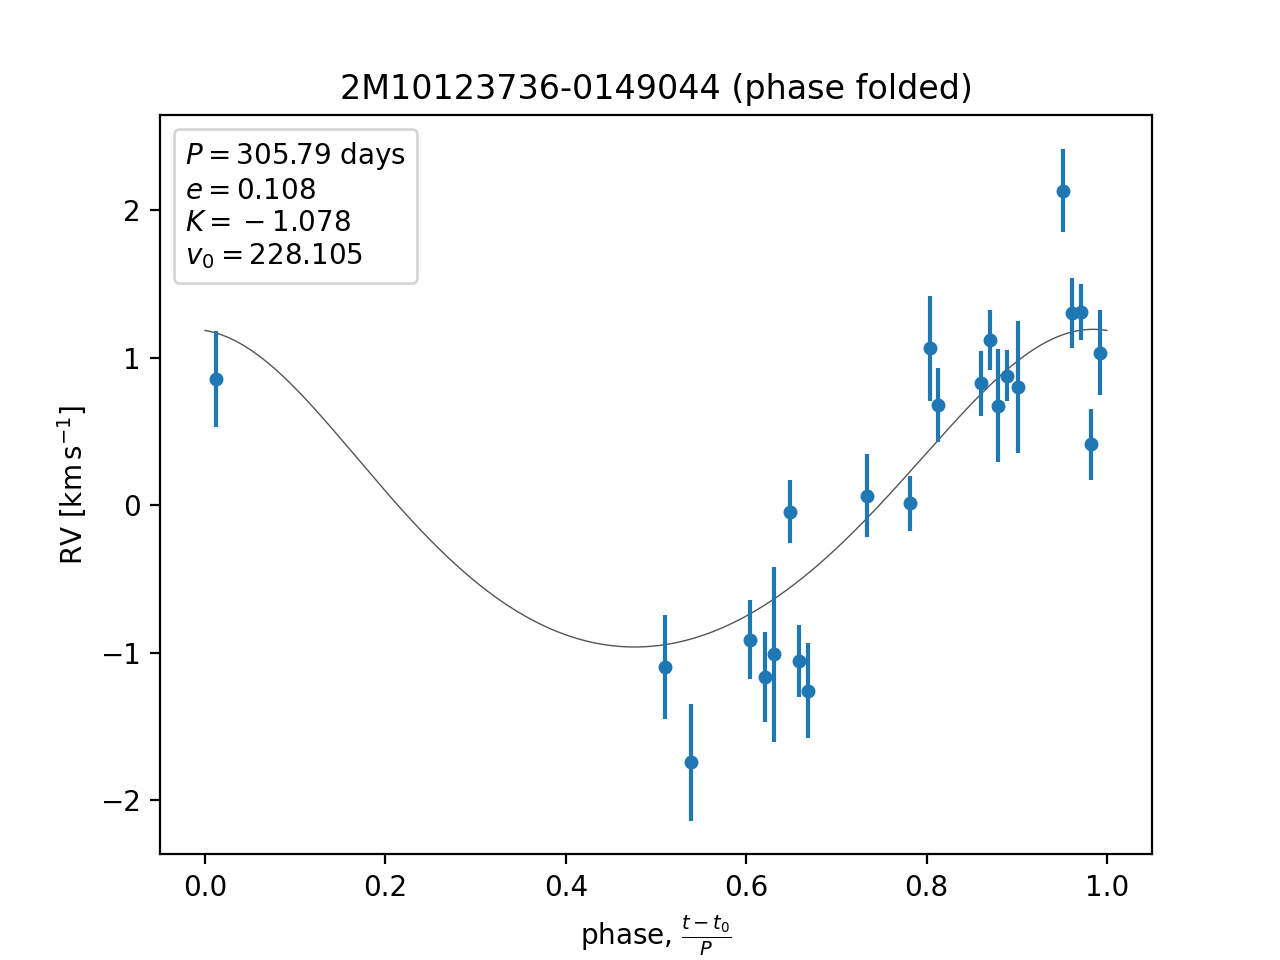 2M10123736-0149044 (phase folded)
P = 305.79 days
e = 0.108
K = −1.078
v₀ = 228.105
RV [km s⁻¹]
2
1
0
−1
−2
0.0 0.2 0.4 0.6 0.8 1.0
phase, (t − t₀)/P